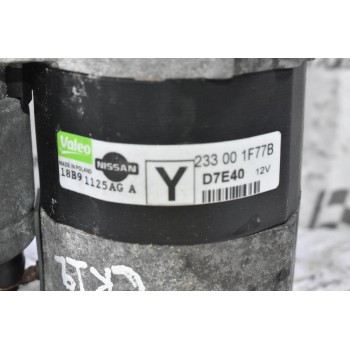 Valeo
MADE IN POLAND
NISSAN
18B9 1125AG A
Y
233 00 1F77B
D7E40 12V